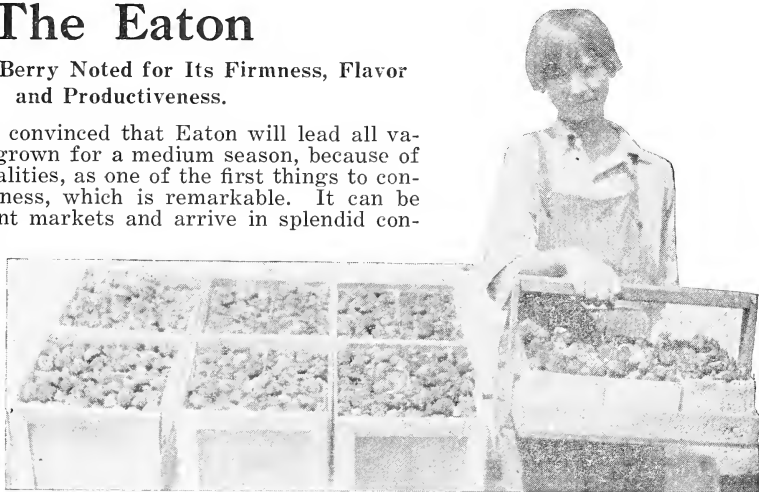 The Eaton
Berry Noted for Its Firmness, Flavor
and Productiveness.
convinced that Eaton will lead all va-
grown for a medium season, because of
alities, as one of the first things to con-
ness, which is remarkable. It can be
nt markets and arrive in splendid con-